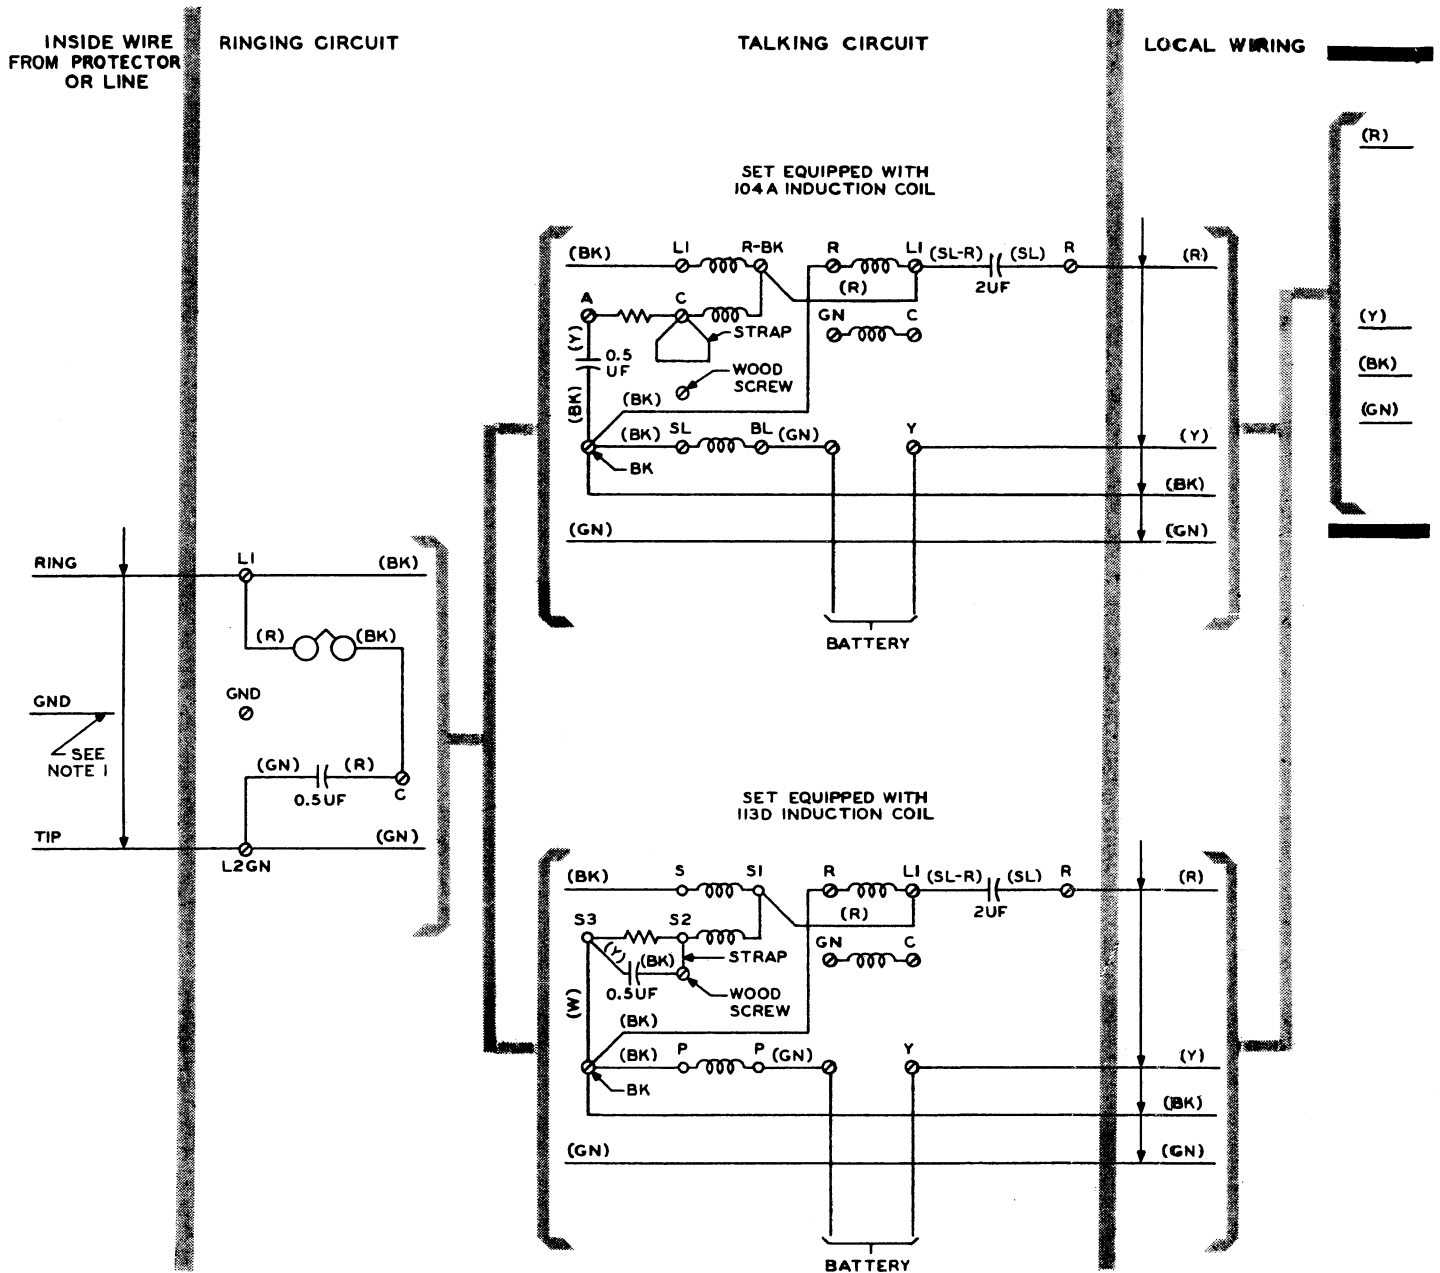 INSIDE WIRE
FROM PROTECTOR
OR LINE
RINGING CIRCUIT
TALKING CIRCUIT
LOCAL WIRING
(R)
(Y)
(BK)
(GN)
SET EQUIPPED WITH
104A INDUCTION COIL
(BK) L1 R-BK R L1 (SL-R) (SL) R (R)
(R) 2UF
A C GN C
STRAP
(Y) 0.5
UF
WOOD
SCREW
(BK) (BK)
(BK) SL BL (GN) Y (Y)
BK
(BK)
(GN) (GN)
BATTERY
RING L1 (BK)
(R) (BK)
GND GND
SEE
NOTE 1
(GN) (R)
0.5UF C
TIP (GN)
L2GN
SET EQUIPPED WITH
113D INDUCTION COIL
(BK) S S1 R L1 (SL-R) (SL) R (R)
(R) 2UF
S3 S2 GN C
(Y) (BK) STRAP
0.5UF WOOD
SCREW
(W)
(BK)
(BK) P P (GN) Y (Y)
BK
(BK)
(GN) (GN)
BATTERY